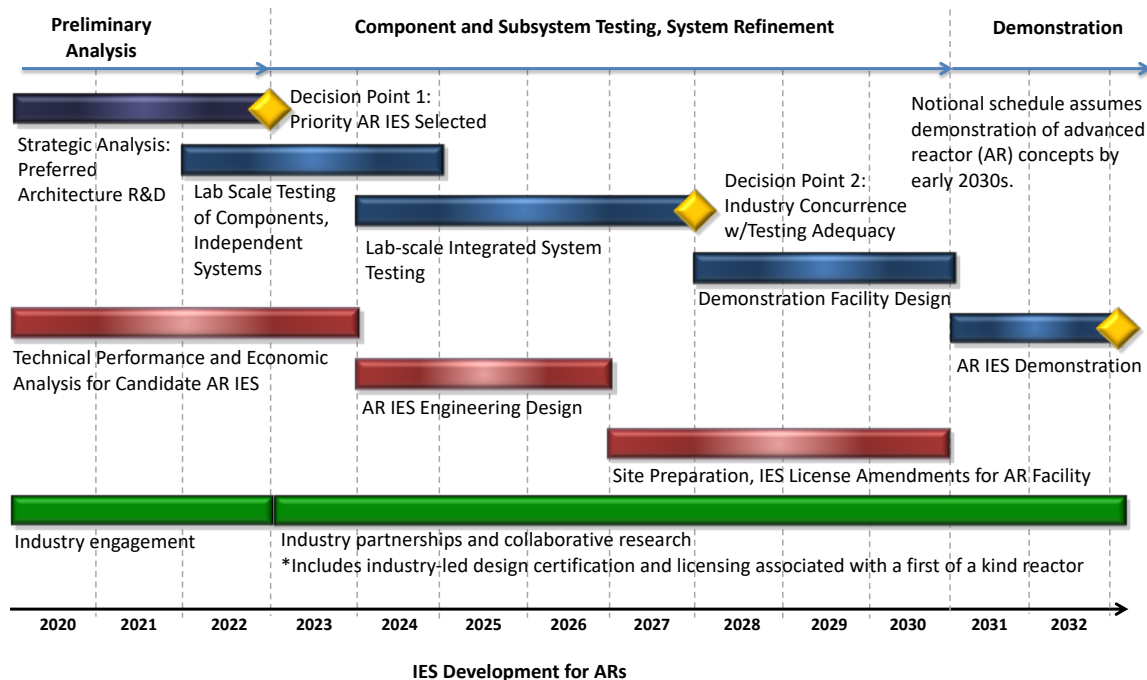 Preliminary
Analysis
Component and Subsystem Testing, System Refinement
Demonstration
Decision Point 1:
Priority AR IES Selected
Notional schedule assumes
demonstration of advanced
reactor (AR) concepts by
early 2030s.
Strategic Analysis:
Preferred
Architecture R&D
Lab Scale Testing
of Components,
Independent
Systems
Decision Point 2:
Industry Concurrence
w/Testing Adequacy
Lab-scale Integrated System
Testing
Demonstration Facility Design
Technical Performance and Economic
Analysis for Candidate AR IES
AR IES Demonstration
AR IES Engineering Design
Site Preparation, IES License Amendments for AR Facility
Industry engagement
Industry partnerships and collaborative research
*Includes industry-led design certification and licensing associated with a first of a kind reactor
2020 2021 2022 2023 2024 2025 2026 2027 2028 2029 2030 2031 2032
IES Development for ARs